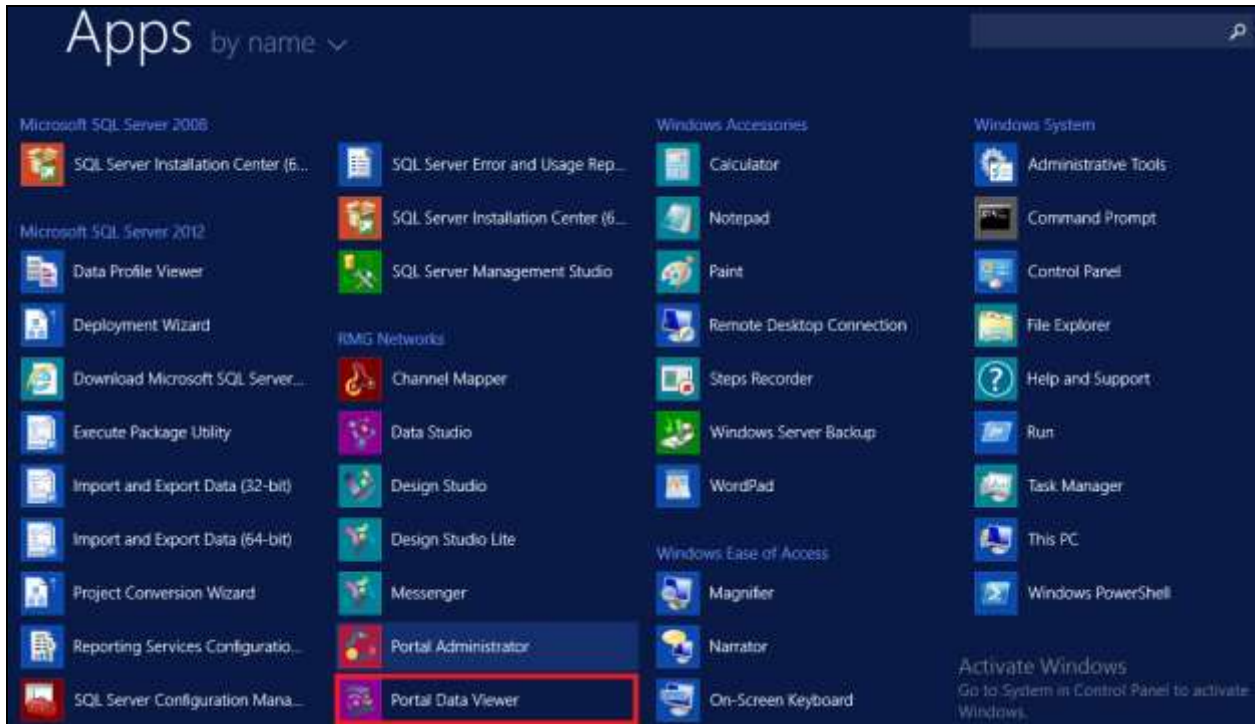 Apps by name
Microsoft SQL Server 2008
SQL Server Installation Center (6...
Microsoft SQL Server 2012
Data Profile Viewer
Deployment Wizard
Download Microsoft SQL Server...
Execute Package Utility
Import and Export Data (32-bit)
Import and Export Data (64-bit)
Project Conversion Wizard
Reporting Services Configuratio...
SQL Server Configuration Mana...
SQL Server Error and Usage Rep...
SQL Server Installation Center (6...
SQL Server Management Studio
RMG Networks
Channel Mapper
Data Studio
Design Studio
Design Studio Lite
Messenger
Portal Administrator
Portal Data Viewer
Windows Accessories
Calculator
Notepad
Paint
Remote Desktop Connection
Steps Recorder
Windows Server Backup
WordPad
Windows Ease of Access
Magnifier
Narrator
On-Screen Keyboard
Windows System
Administrative Tools
Command Prompt
Control Panel
File Explorer
Help and Support
Run
Task Manager
This PC
Windows PowerShell
Activate Windows
Go to System in Control Panel to activate
Windows.